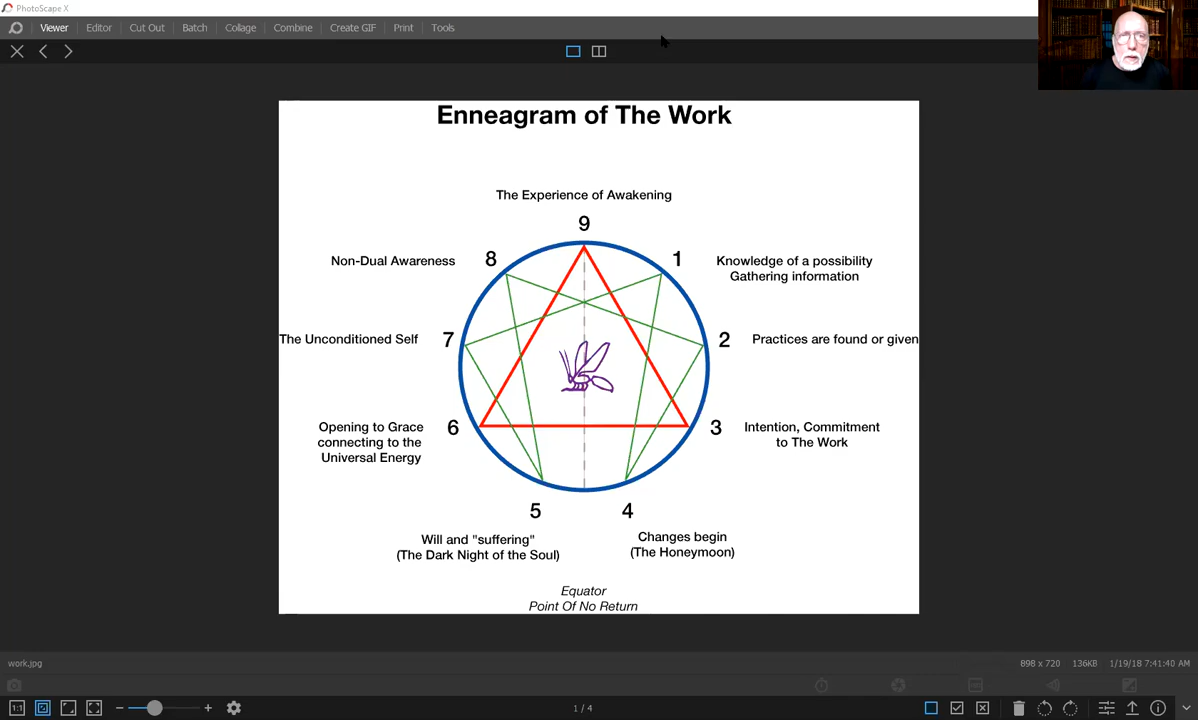 PhotoScape X
Viewer
Editor
Cut Out
Batch
Collage
Combine
Create GIF
Print
Tools
Enneagram of The Work
The Experience of Awakening
9
Non-Dual Awareness
8
1
Knowledge of a possibility
Gathering information
The Unconditioned Self
7
2
Practices are found or given
Opening to Grace
connecting to the
Universal Energy
6
3
Intention, Commitment
to The Work
5
4
Will and "suffering"
(The Dark Night of the Soul)
Changes begin
(The Honeymoon)
Equator
Point Of No Return
work.jpg
898 x 720
136KB
1/19/18 7:41:40 AM
1:1
1 / 4